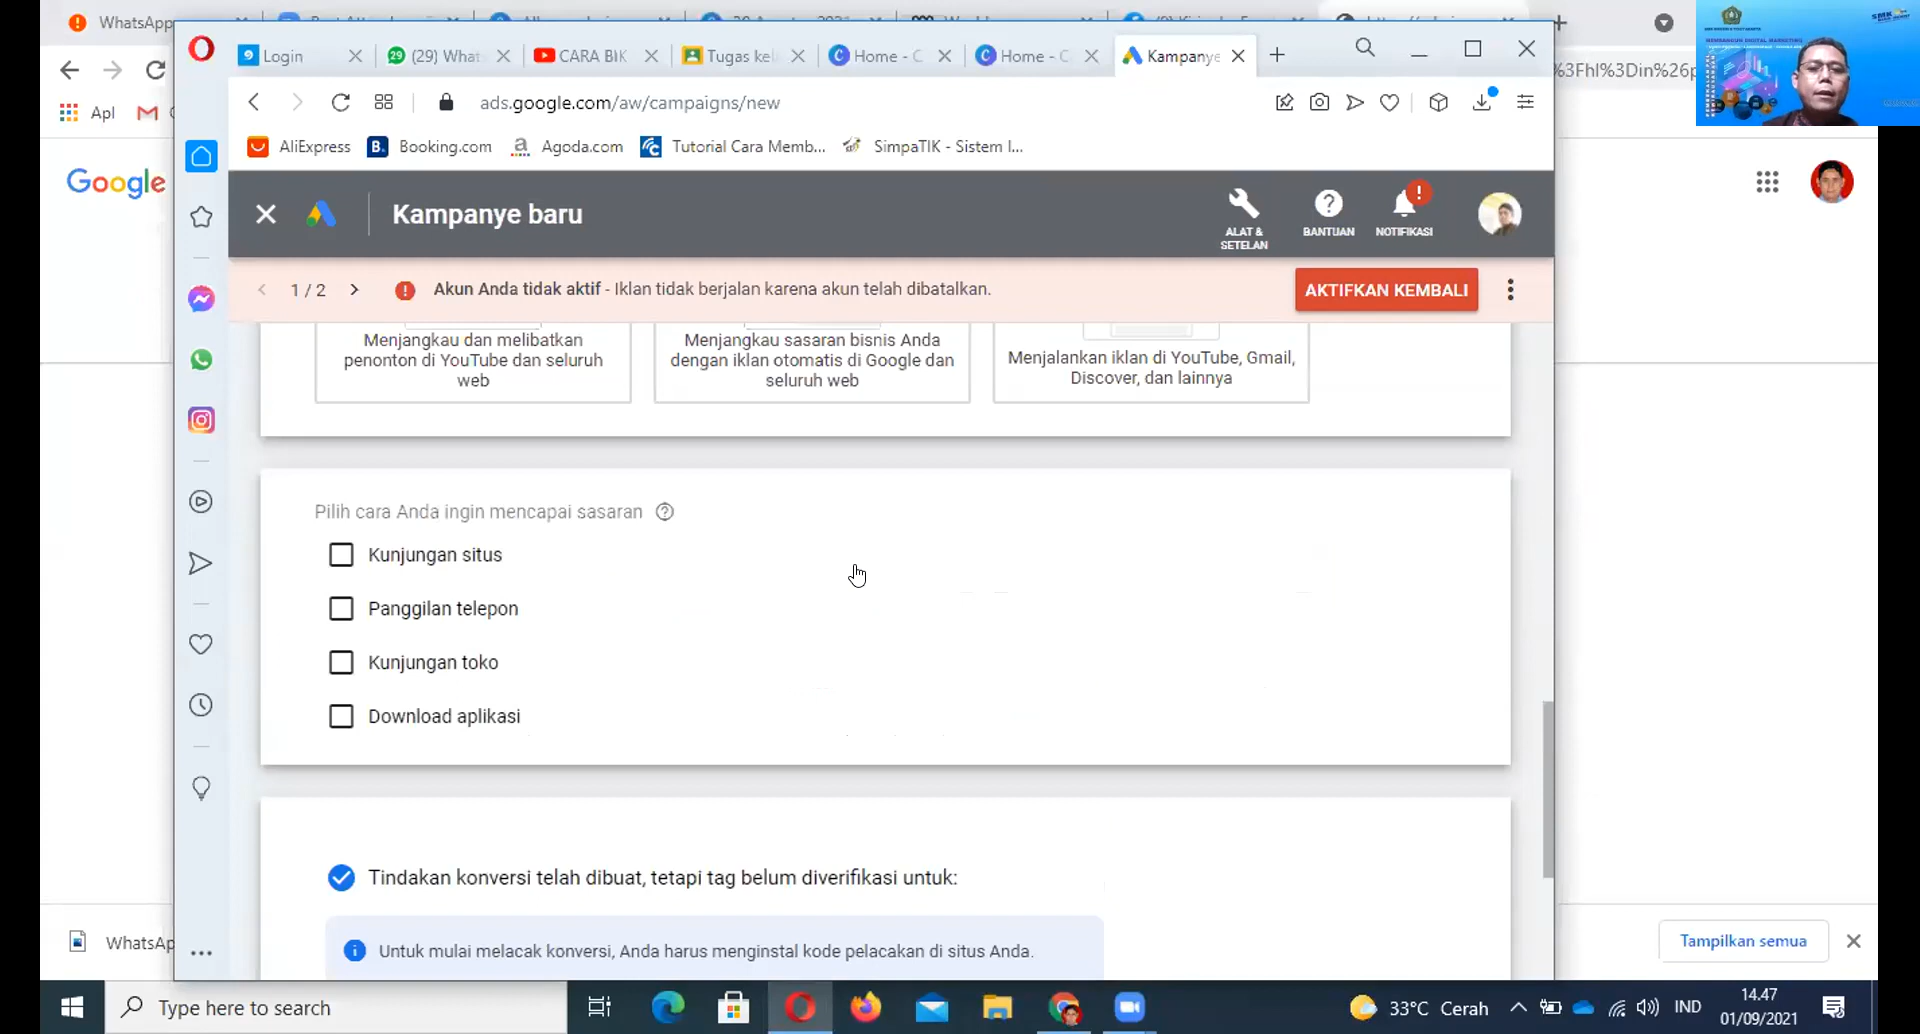 WhatsApp
Login
(29) What
CARA BIK
Tugas kel
Home - C
Home - C
Kampanye
ads.google.com/aw/campaigns/new
%3Fhl%3Din%26p
Apl
AliExpress
Booking.com
Agoda.com
Tutorial Cara Memb...
SimpaTIK - Sistem I...
Google
Kampanye baru
ALAT &
SETELAN
BANTUAN
NOTIFIKASI
1 / 2
Akun Anda tidak aktif - Iklan tidak berjalan karena akun telah dibatalkan.
AKTIFKAN KEMBALI
Menjangkau dan melibatkan
penonton di YouTube dan seluruh
web
Menjangkau sasaran bisnis Anda
dengan iklan otomatis di Google dan
seluruh web
Menjalankan iklan di YouTube, Gmail,
Discover, dan lainnya
Pilih cara Anda ingin mencapai sasaran
Kunjungan situs
Panggilan telepon
Kunjungan toko
Download aplikasi
Tindakan konversi telah dibuat, tetapi tag belum diverifikasi untuk:
Untuk mulai melacak konversi, Anda harus menginstal kode pelacakan di situs Anda.
WhatsAp
Tampilkan semua
Type here to search
33°C Cerah
IND
14.47
01/09/2021